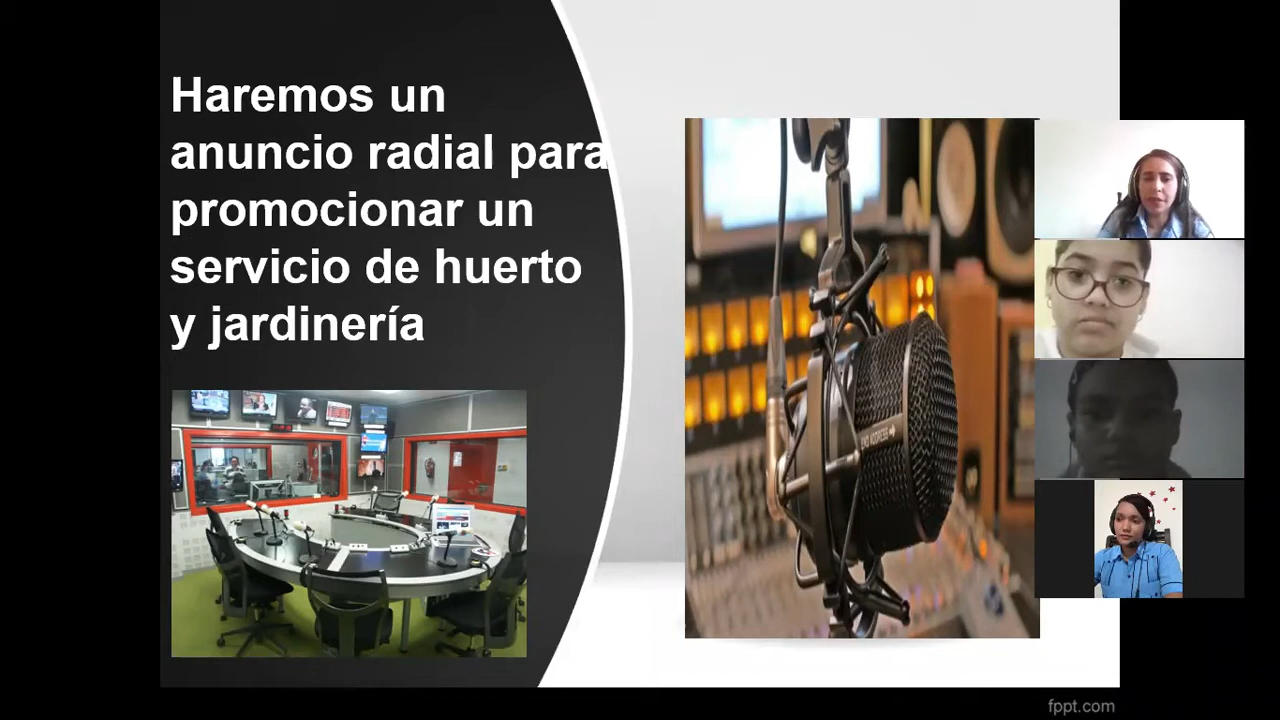 Haremos un
anuncio radial para
promocionar un
servicio de huerto
y jardinería
fppt.com